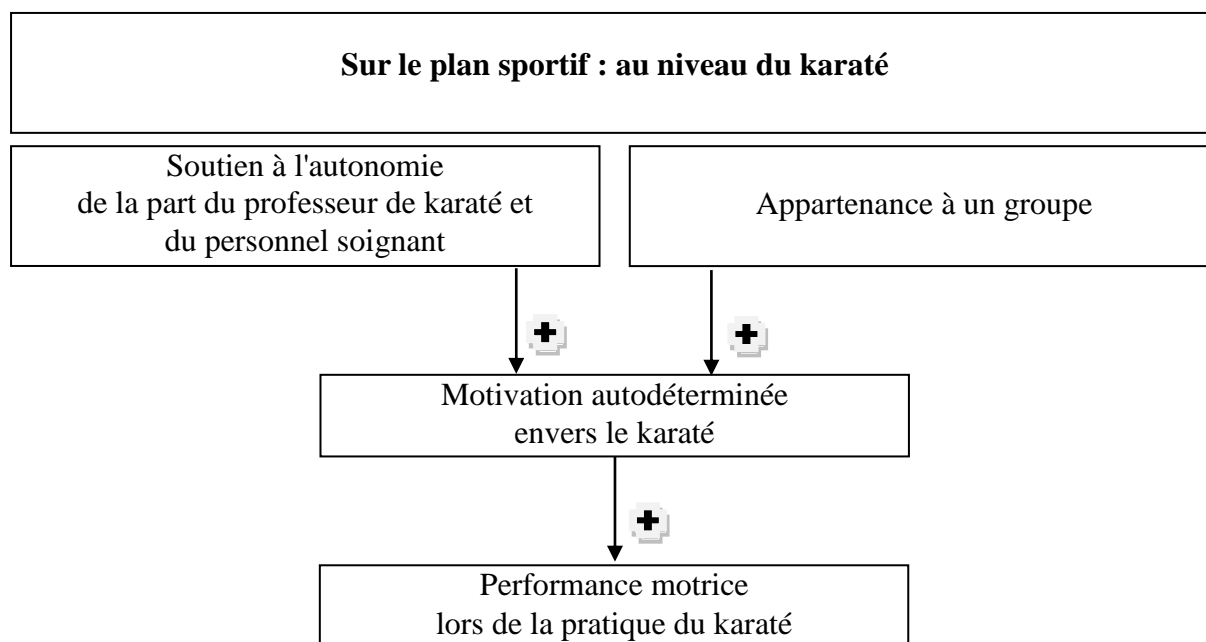 Sur le plan sportif : au niveau du karaté
Soutien à l'autonomie
de la part du professeur de karaté et
du personnel soignant
Appartenance à un groupe
+
+
Motivation autodéterminée
envers le karaté
+
Performance motrice
lors de la pratique du karaté